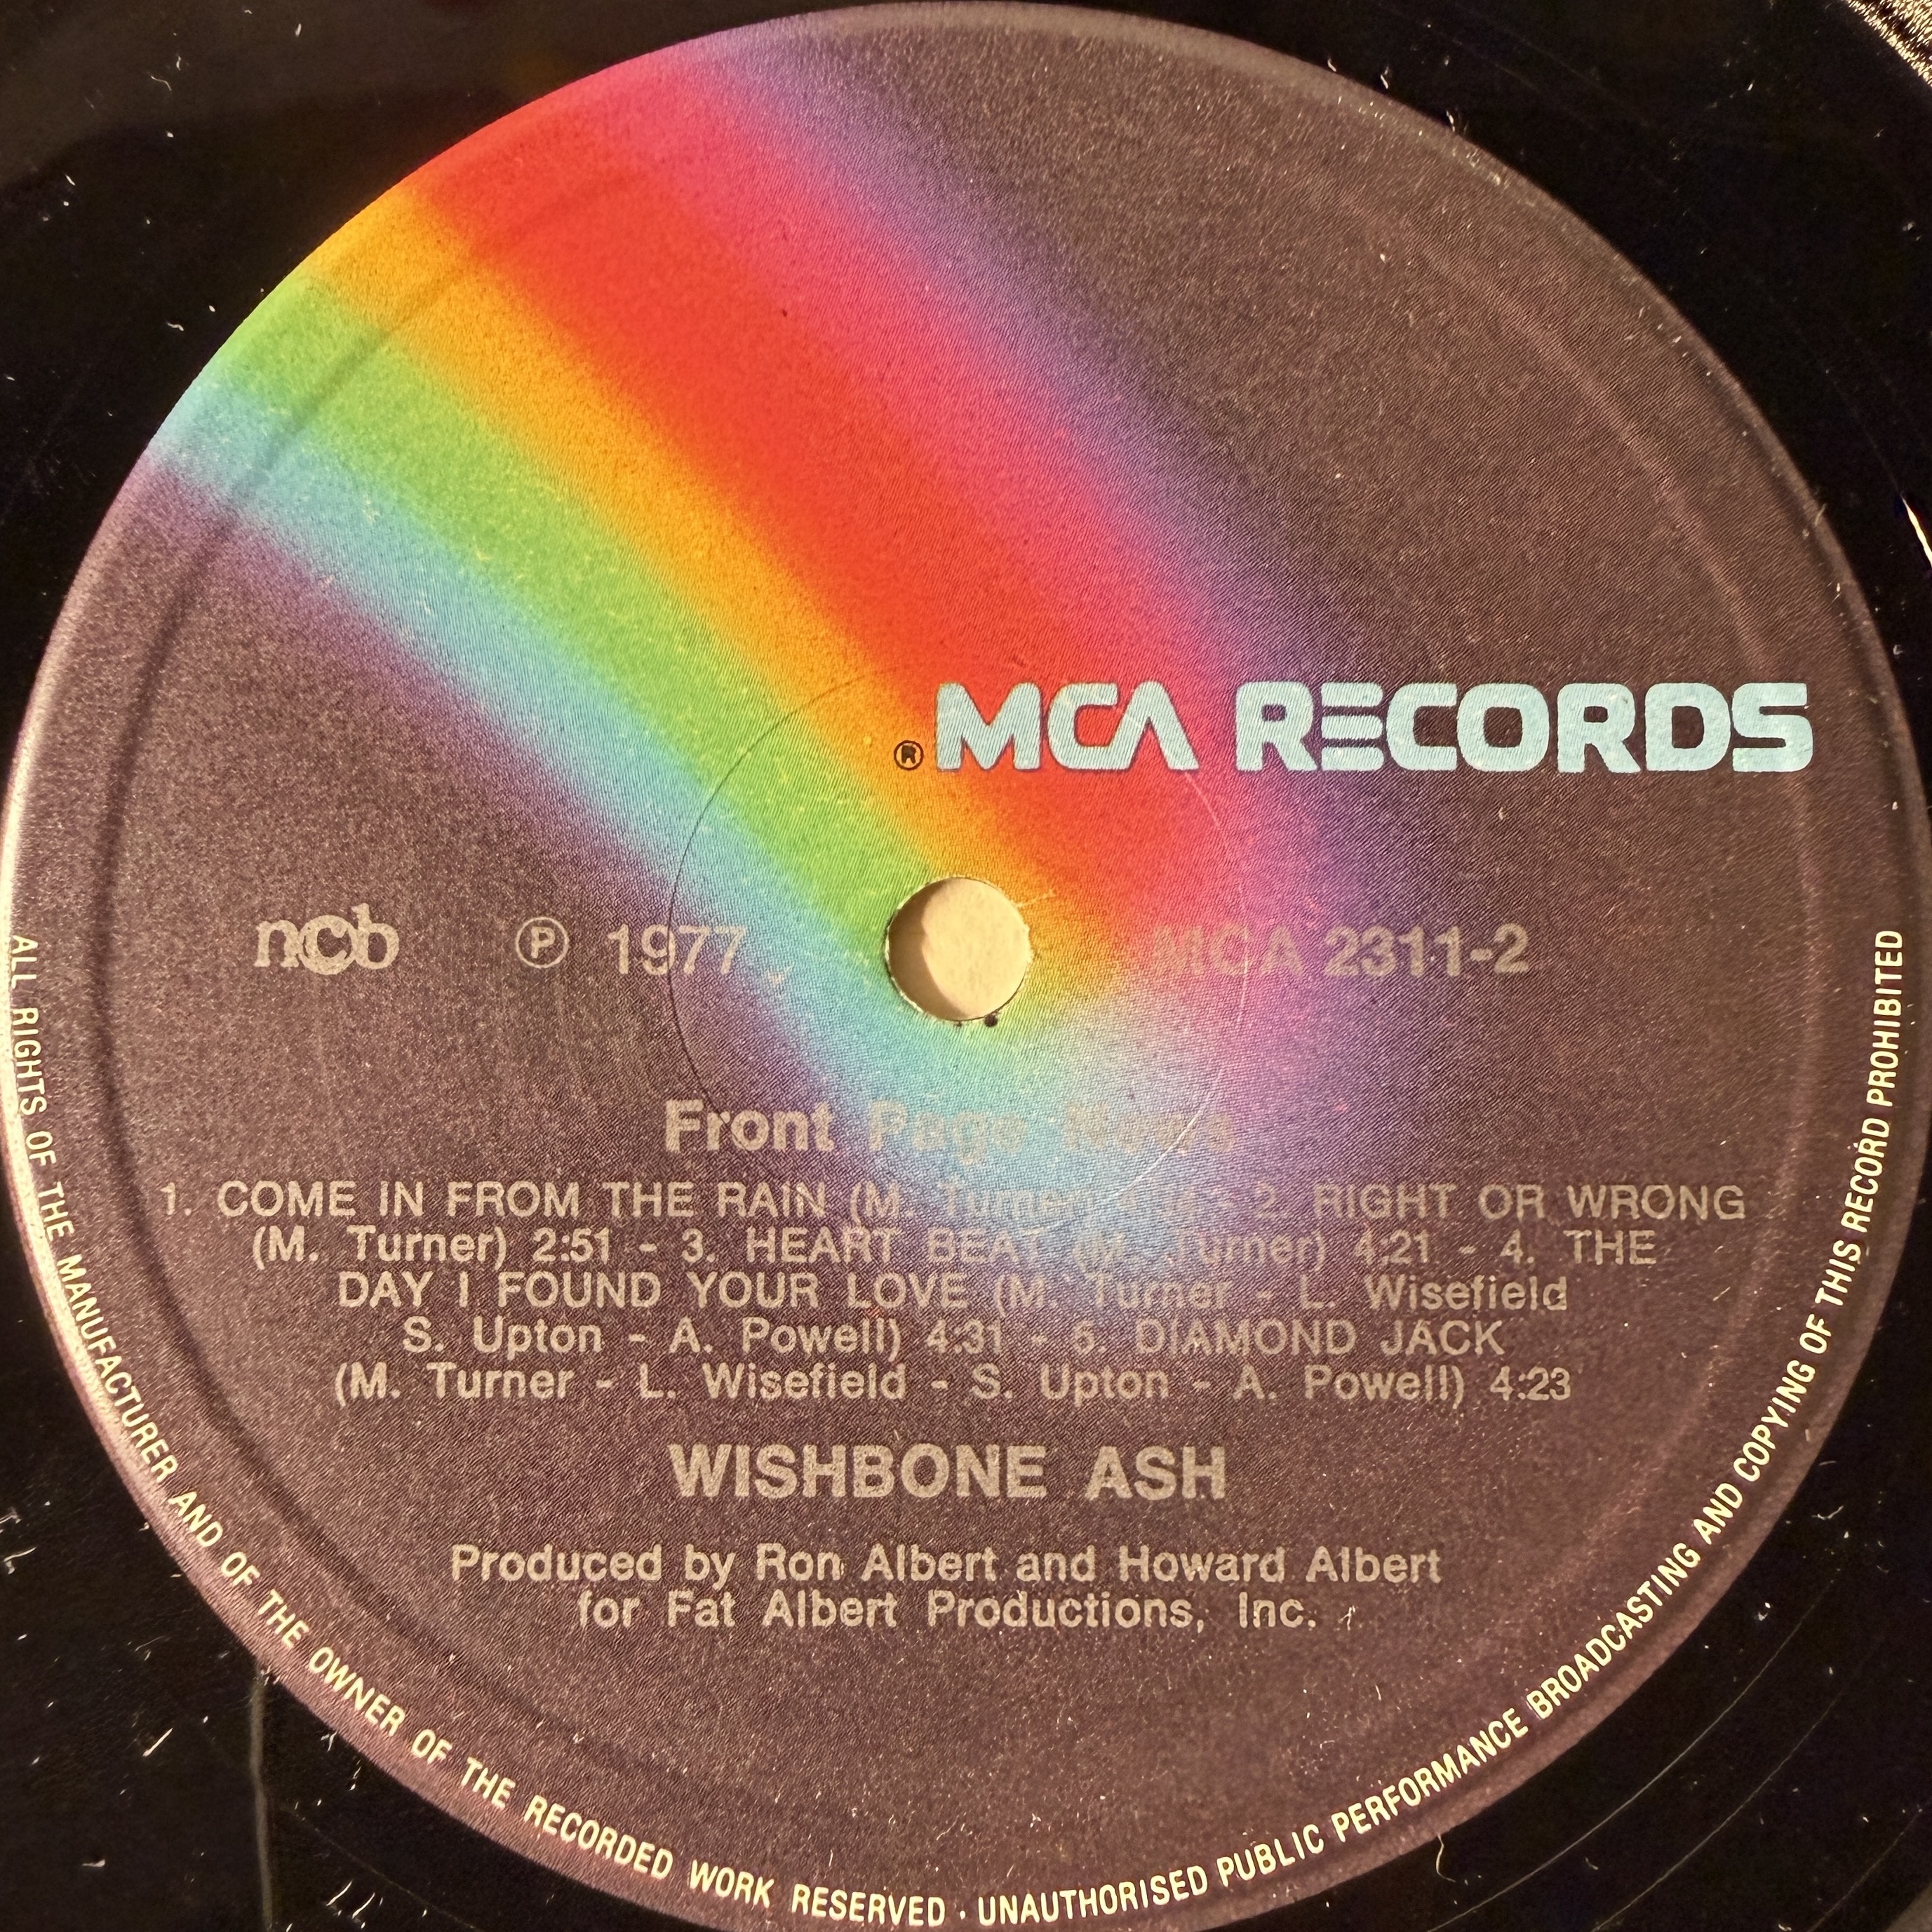 ® MCA RECORDS
ncb ℗ 1977 MCA 2311-2
Front Page News
1. COME IN FROM THE RAIN (M. Turner) - 2. RIGHT OR WRONG
(M. Turner) 2:51 - 3. HEART BEAT (M. Turner) 4:21 - 4. THE
DAY I FOUND YOUR LOVE (M. Turner - L. Wisefield
S. Upton - A. Powell) 4:31 - 5. DIAMOND JACK
(M. Turner - L. Wisefield - S. Upton - A. Powell) 4:23
WISHBONE ASH
Produced by Ron Albert and Howard Albert
for Fat Albert Productions, Inc.
ALL RIGHTS OF THE MANUFACTURER AND OF THE OWNER OF THE RECORDED WORK RESERVED · UNAUTHORISED PUBLIC PERFORMANCE BROADCASTING AND COPYING OF THIS RECORD PROHIBITED